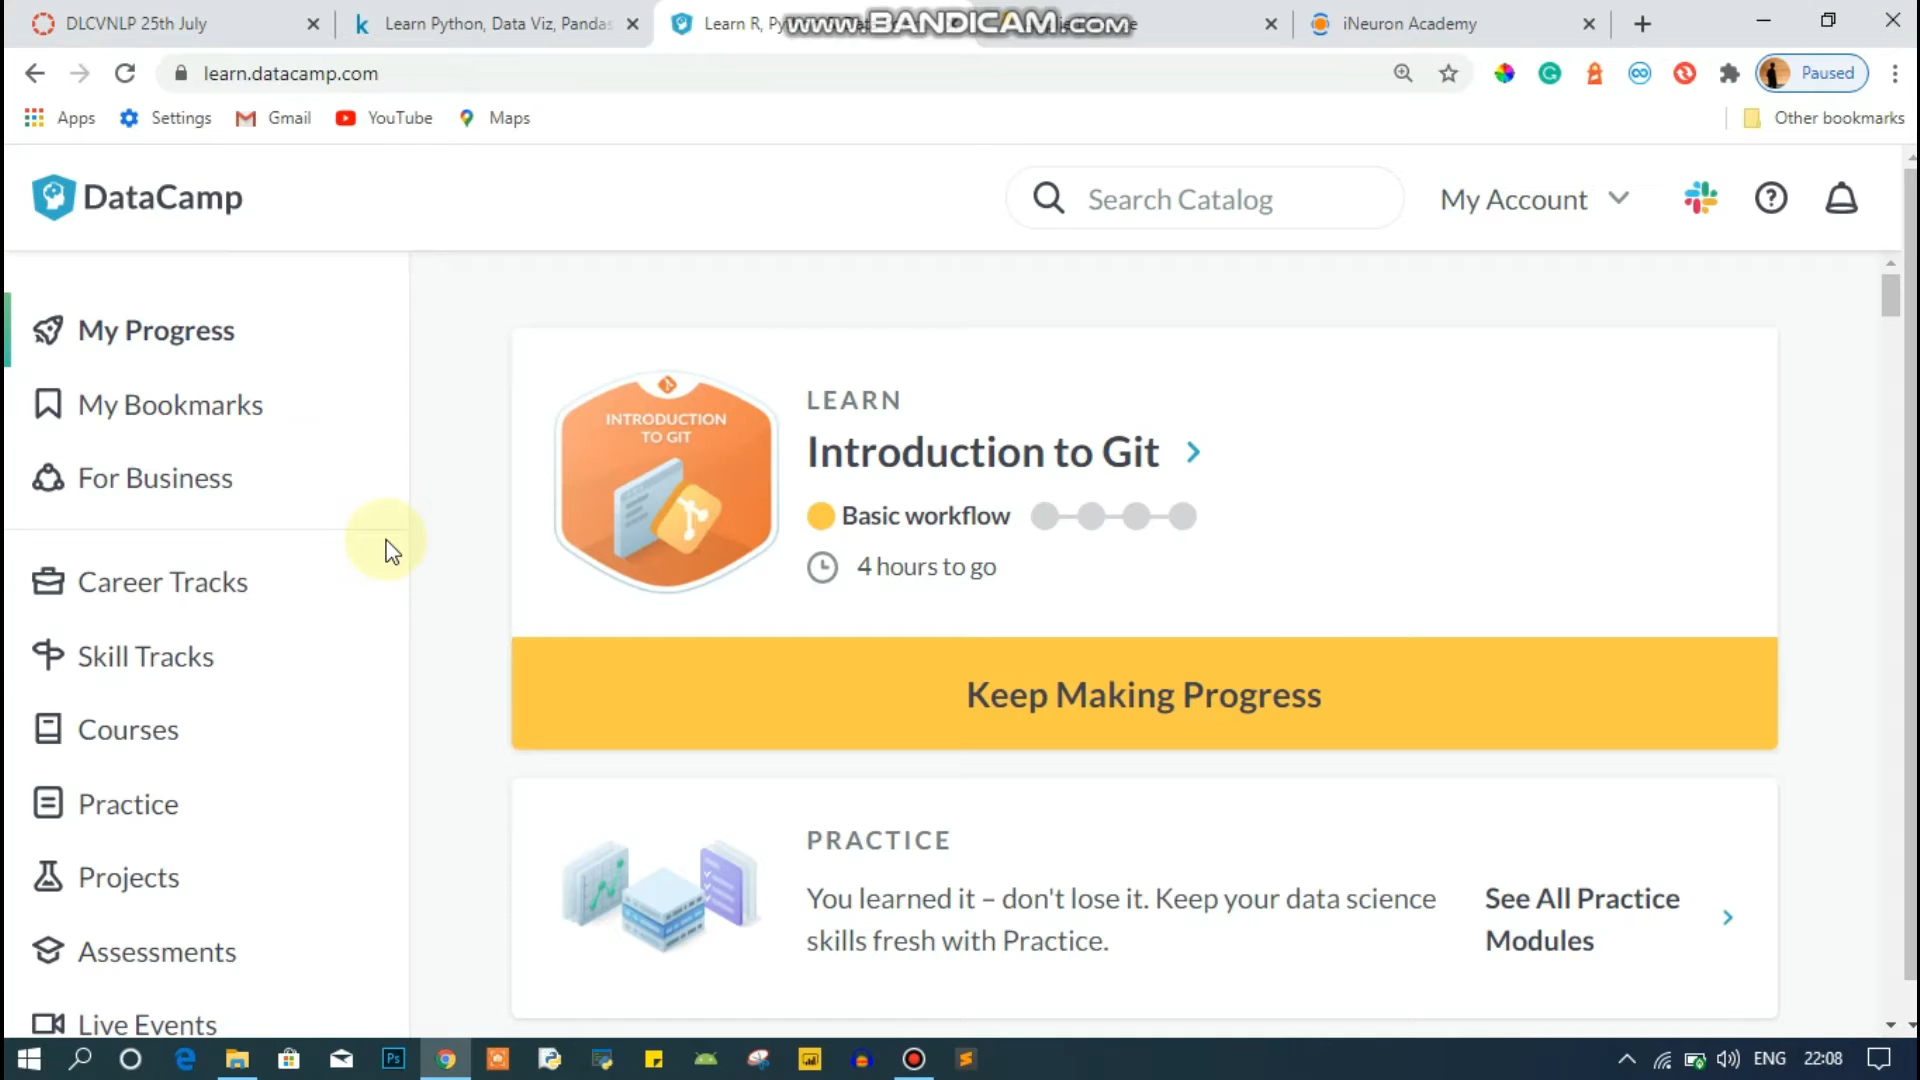 DLCVNLP 25th July
Learn Python, Data Viz, Pandas
Learn R, Py
www.BANDICAM.com
iNeuron Academy
learn.datacamp.com
Paused
Apps
Settings
Gmail
YouTube
Maps
Other bookmarks
DataCamp
Search Catalog
My Account
My Progress
My Bookmarks
For Business
Career Tracks
Skill Tracks
Courses
Practice
Projects
Assessments
Live Events
INTRODUCTION
TO GIT
LEARN
Introduction to Git
Basic workflow
4 hours to go
Keep Making Progress
PRACTICE
You learned it – don't lose it. Keep your data science
skills fresh with Practice.
See All Practice
Modules
Ps
ENG
22:08